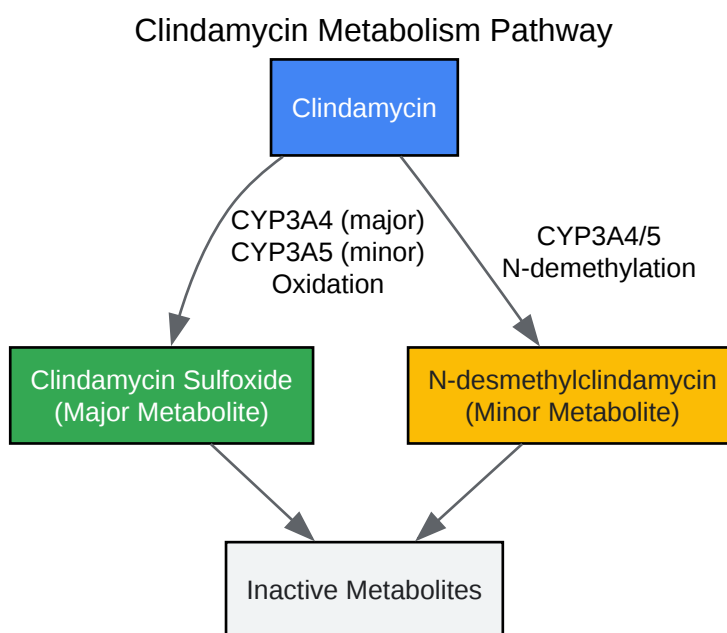 Clindamycin Metabolism Pathway
Clindamycin
CYP3A4 (major)
CYP3A5 (minor)
Oxidation
CYP3A4/5
N-demethylation
Clindamycin Sulfoxide
(Major Metabolite)
N-desmethylclindamycin
(Minor Metabolite)
Inactive Metabolites